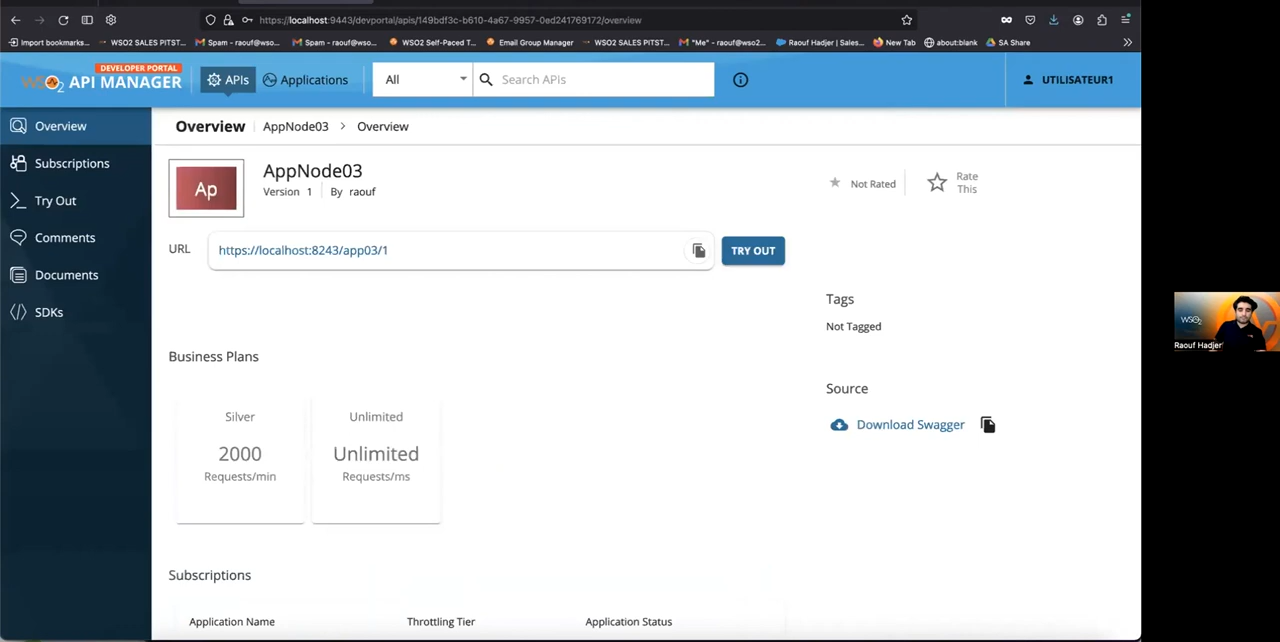 https://localhost:9443/devportal/apis/149bdf3c-b610-4a67-9957-0ed241769172/overview
Import bookmarks...
WSO2 SALES PITST...
Spam - raouf@wso...
Spam - raouf@wso...
WSO2 Self-Paced T...
Email Group Manager
WSO2 SALES PITST...
"Me" - raouf@wso2...
Raouf Hadjer | Sales...
New Tab
about:blank
SA Share
DEVELOPER PORTAL
WSO2 API MANAGER
APIs
Applications
All
Search APIs
UTILISATEUR1
Overview
Subscriptions
Try Out
Comments
Documents
SDKs
Overview
AppNode03 > Overview
Ap
AppNode03
Version 1
By raouf
Not Rated
Rate
This
URL
https://localhost:8243/app03/1
TRY OUT
Tags
Not Tagged
Business Plans
Silver
2000
Requests/min
Unlimited
Unlimited
Requests/ms
Source
Download Swagger
Subscriptions
Application Name
Throttling Tier
Application Status
WSO2
Raouf Hadjer